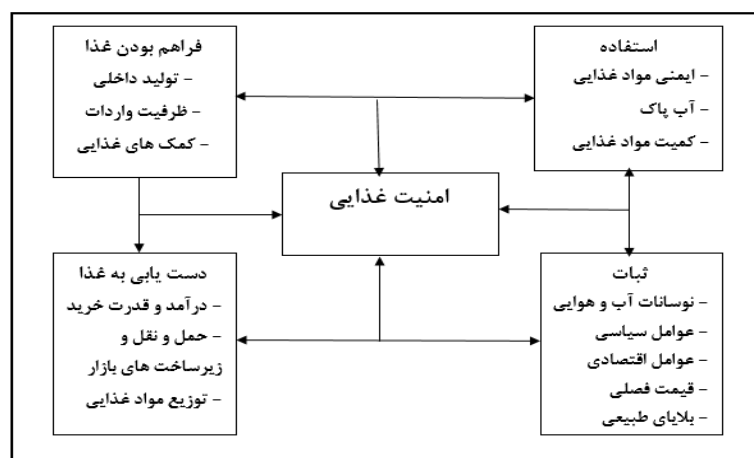 فراهم بودن غذا
- تولید داخلی
- ظرفیت واردات
- کمک های غذایی
استفاده
- ایمنی مواد غذایی
- آب پاک
- کمیت مواد غذایی
امنیت غذایی
دست یابی به غذا
- درآمد و قدرت خرید
- حمل و نقل و
زیرساخت های بازار
- توزیع مواد غذایی
ثبات
- نوسانات آب و هوایی
- عوامل سیاسی
- عوامل اقتصادی
- قیمت فصلی
- بلایای طبیعی